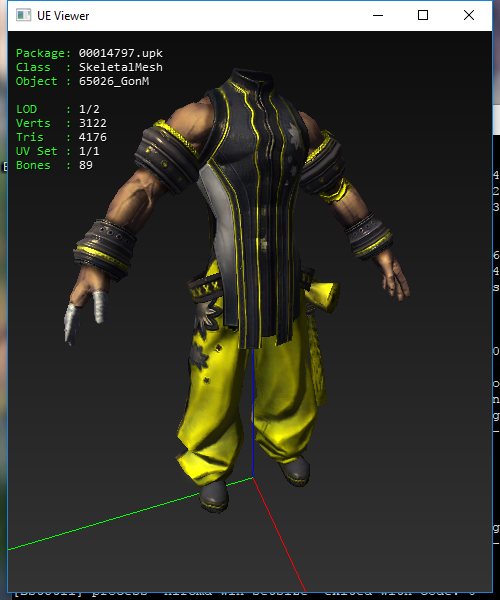 UE Viewer
Package: 00014797.upk
Class : SkeletalMesh
Object : 65026_GonM
LOD : 1/2
Verts : 3122
Tris : 4176
UV Set : 1/1
Bones : 89